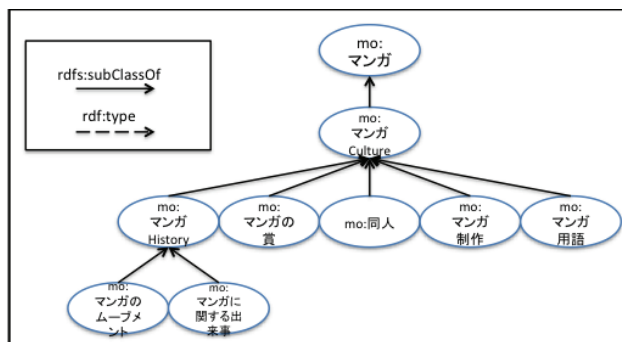 rdfs:subClassOf
rdf:type
mo:
マンガ
mo:
マンガ
Culture
mo:
マンガ
History
mo:
マンガの
賞
mo:同人
mo:
マンガ
制作
mo:
マンガ
用語
mo:
マンガの
ムーブメ
ント
mo:
マンガに
関する出
来事